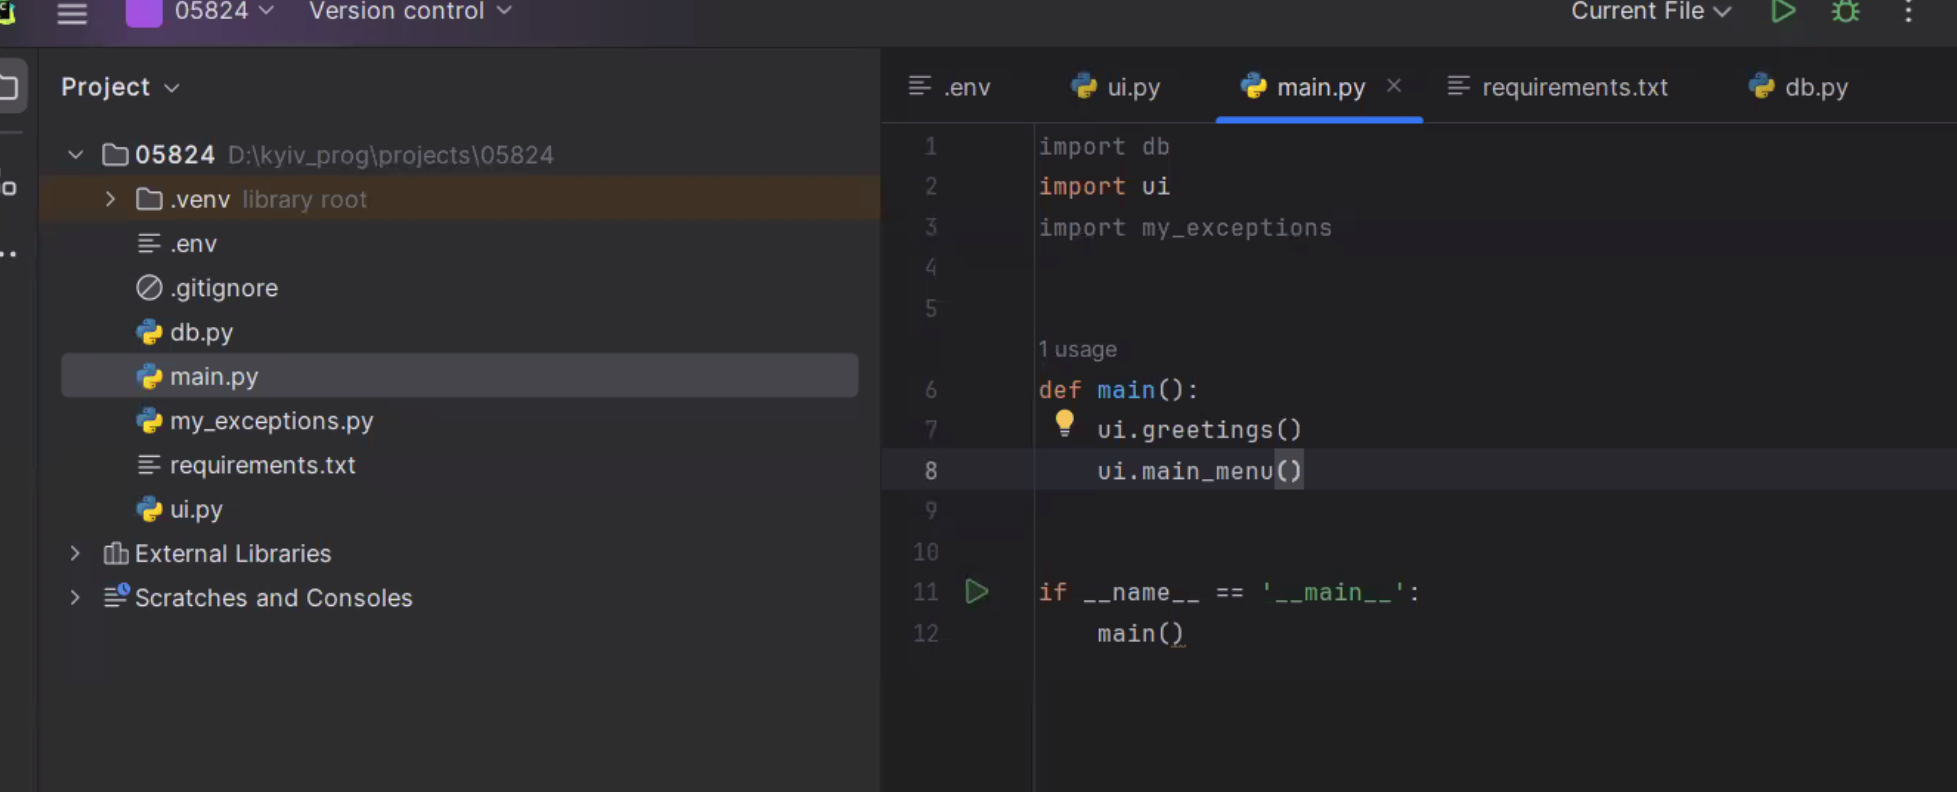 05824 Version control Current File
Project
.env ui.py main.py requirements.txt db.py
05824 D:\kyiv_prog\projects\05824
.venv library root
.env
.gitignore
db.py
main.py
my_exceptions.py
requirements.txt
ui.py
External Libraries
Scratches and Consoles
1 import db
2 import ui
3 import my_exceptions
4
5
1 usage
6 def main():
7 ui.greetings()
8 ui.main_menu()
9
10
11 if __name__ == '__main__':
12 main()